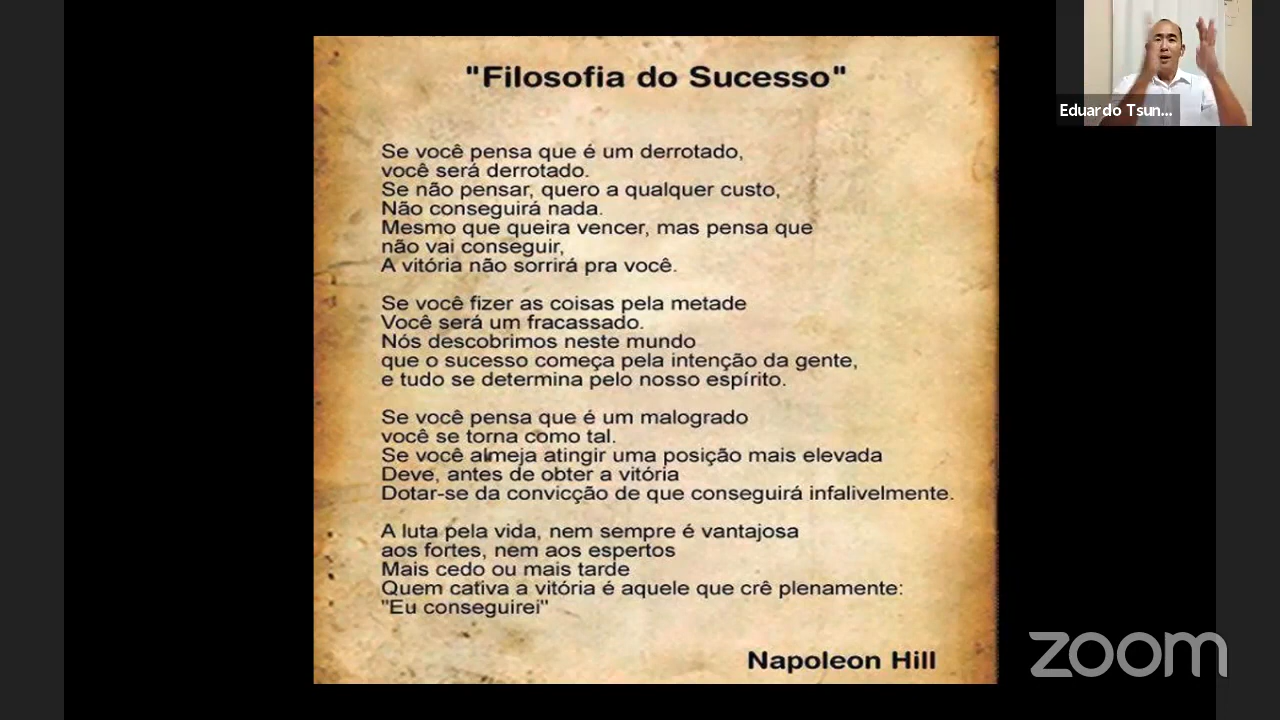 "Filosofia do Sucesso"
Se você pensa que é um derrotado,
você será derrotado.
Se não pensar, quero a qualquer custo,
Não conseguirá nada.
Mesmo que queira vencer, mas pensa que
não vai conseguir,
A vitória não sorrirá pra você.
Se você fizer as coisas pela metade
Você será um fracassado.
Nós descobrimos neste mundo
que o sucesso começa pela intenção da gente,
e tudo se determina pelo nosso espírito.
Se você pensa que é um malogrado
você se torna como tal.
Se você almeja atingir uma posição mais elevada
Deve, antes de obter a vitória
Dotar-se da convicção de que conseguirá infalivelmente.
A luta pela vida, nem sempre é vantajosa
aos fortes, nem aos espertos
Mais cedo ou mais tarde
Quem cativa a vitória é aquele que crê plenamente:
"Eu conseguirei"
Napoleon Hill
Eduardo Tsun...
zoom